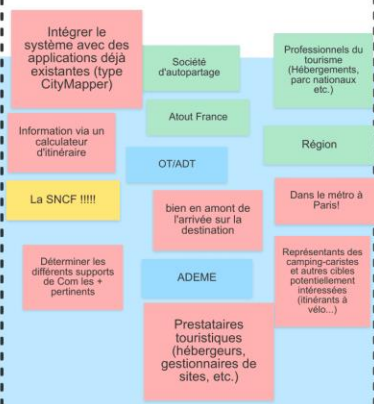 Intégrer le
système avec des
applications déjà
existantes (type
CityMapper)
Société
d'autopartage
Professionnels du
tourisme
(Hébergements,
parc nationaux
etc.)
Atout France
Information via un
calculateur
d'itinéraire
OT/ADT
Région
La SNCF !!!!!
bien en amont de
l'arrivée sur la
destination
Dans le métro à
Paris!
Déterminer les
différents supports
de Com les +
pertinents
ADEME
Représentants des
camping-caristes
et autres cibles
potentiellement
intéressées
(itinérants à
vélo...)
Prestataires
touristiques
(hébergeurs,
gestionnaires de
sites, etc.)